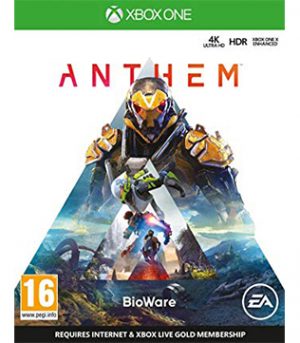 XBOX ONE
4K
ULTRA HD
HDR
XBOX ONE X
ENHANCED
ANTHEM
16
www.pegi.info
BioWare
EA
REQUIRES INTERNET & XBOX LIVE GOLD MEMBERSHIP